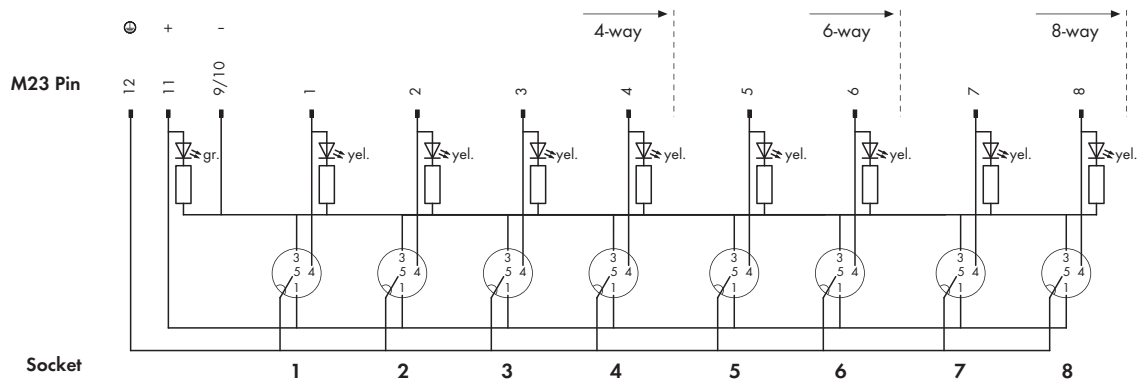 4-way 6-way 8-way
+ –
M23 Pin 12 11 9/10 1 2 3 4 5 6 7 8
gr. yel. yel. yel. yel. yel. yel. yel. yel.
3 3 3 3 3 3 3 3
5 4 5 4 5 4 5 4 5 4 5 4 5 4 5 4
1 1 1 1 1 1 1 1
Socket 1 2 3 4 5 6 7 8